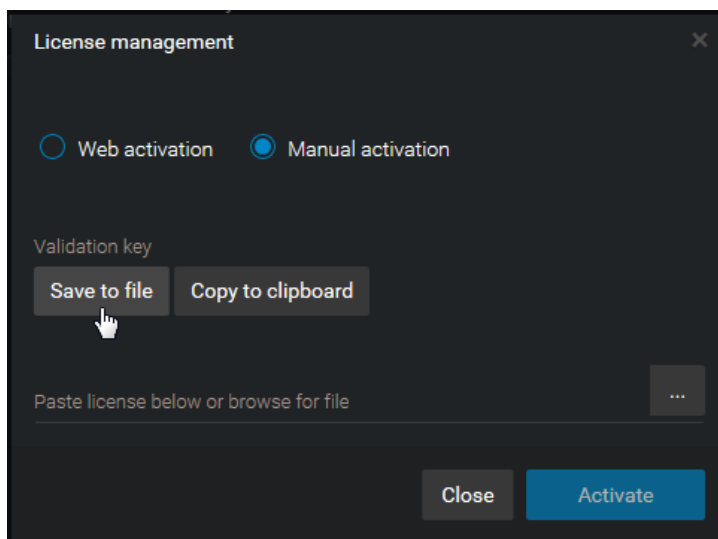 License management
Web activation Manual activation
Validation key
Save to file Copy to clipboard
Paste license below or browse for file ...
Close Activate